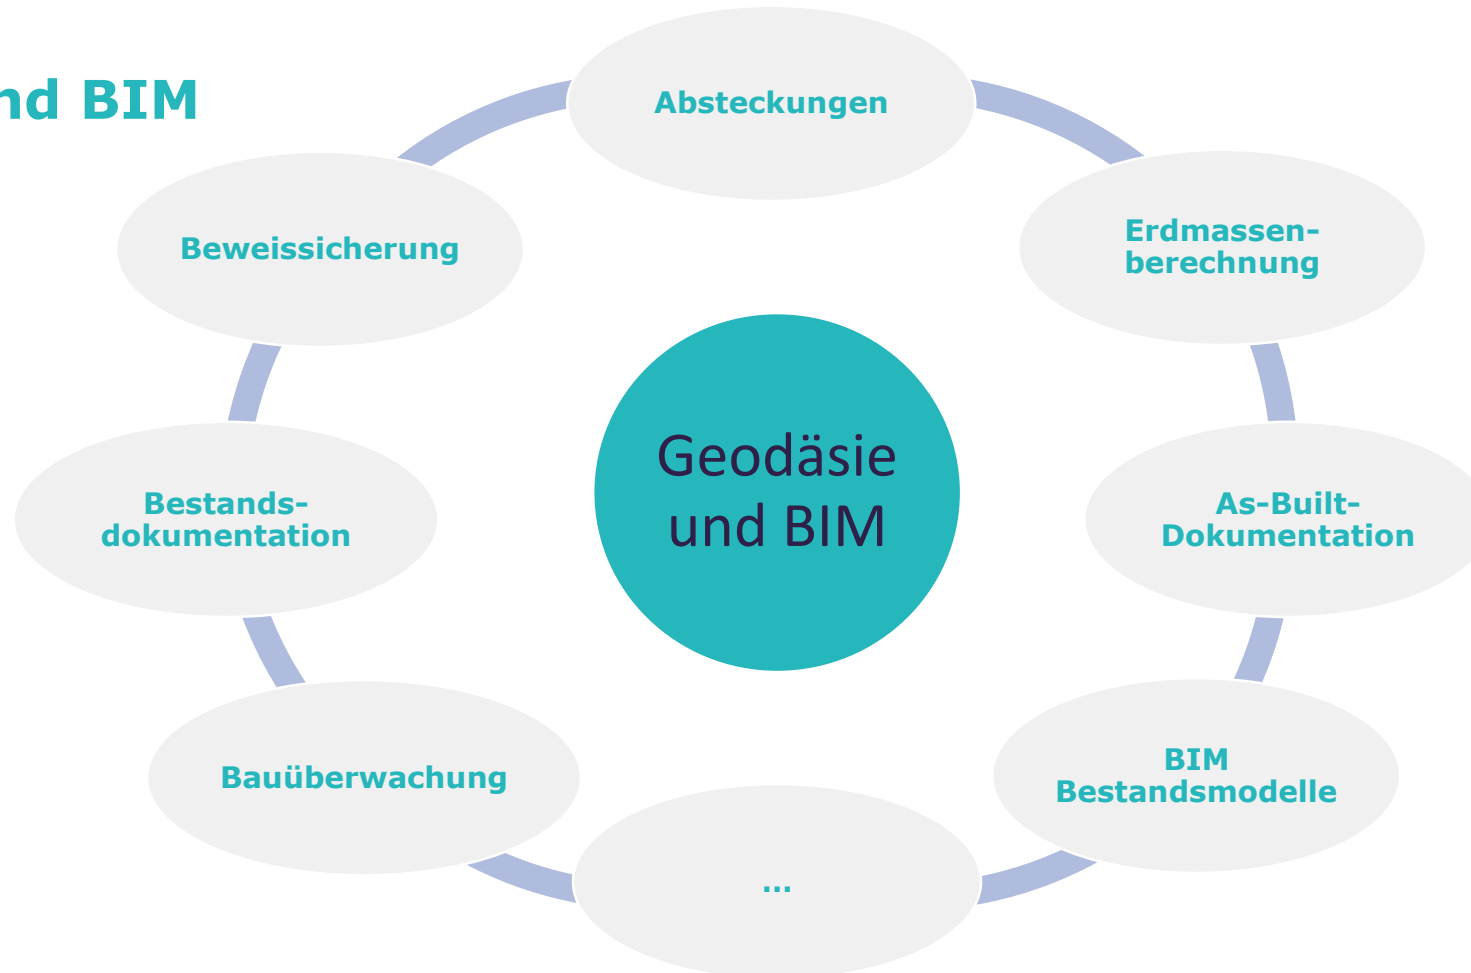 nd BIM
Absteckungen
Erdmassen-
berechnung
As-Built-
Dokumentation
BIM
Bestandsmodelle
...
Bauüberwachung
Bestands-
dokumentation
Beweissicherung
Geodäsie
und BIM